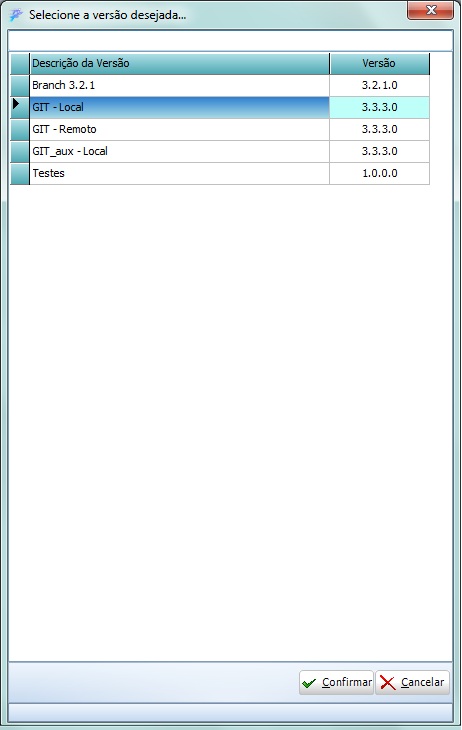 Selecione a versão desejada...
Descrição da Versão Versão
Branch 3.2.1 3.2.1.0
GIT - Local 3.3.3.0
GIT - Remoto 3.3.3.0
GIT_aux - Local 3.3.3.0
Testes 1.0.0.0
Confirmar Cancelar